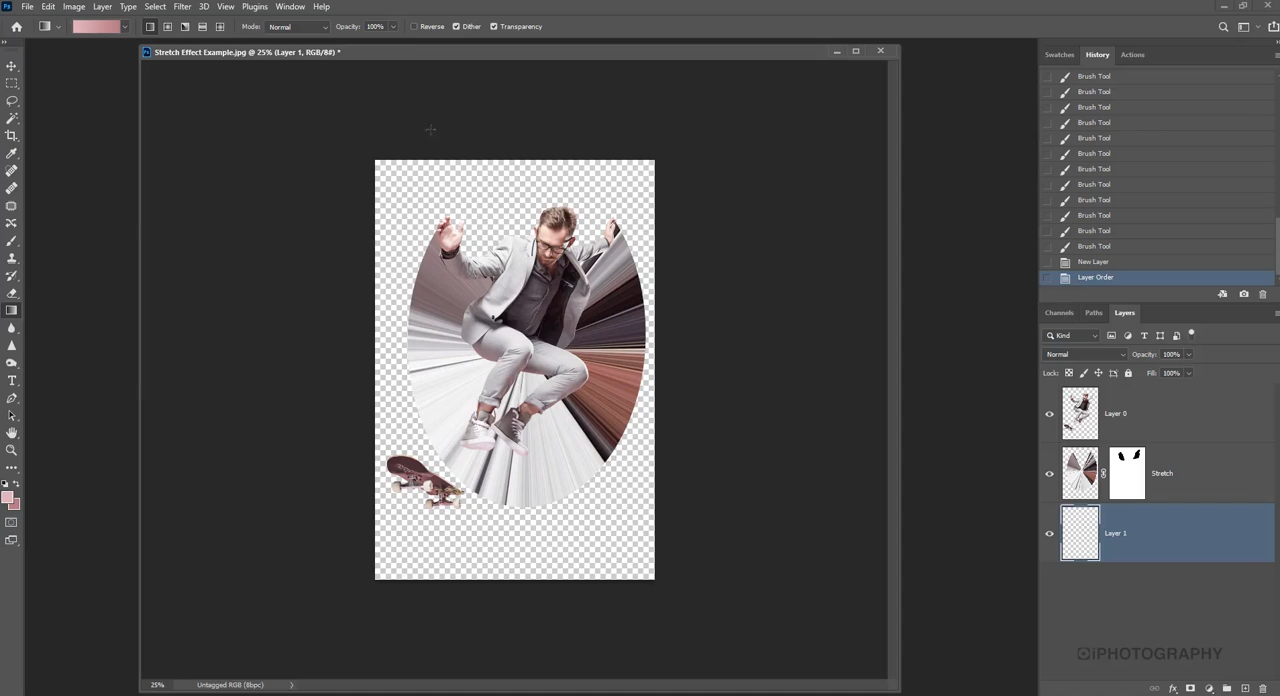 File Edit Image Layer Type Select Filter 3D View Plugins Window Help
Mode: Normal Opacity: 100% Reverse Dither Transparency
Stretch Effect Example.jpg @ 25% (Layer 1, RGB/8#) *
Swatches History Actions
Brush Tool
Brush Tool
Brush Tool
Brush Tool
Brush Tool
Brush Tool
Brush Tool
Brush Tool
Brush Tool
Brush Tool
Brush Tool
Brush Tool
New Layer
Layer Order
Channels Paths Layers
Kind
Normal Opacity: 100%
Lock: Fill: 100%
Layer 0
Stretch
Layer 1
iPHOTOGRAPHY
25% Untagged RGB (8bpc)